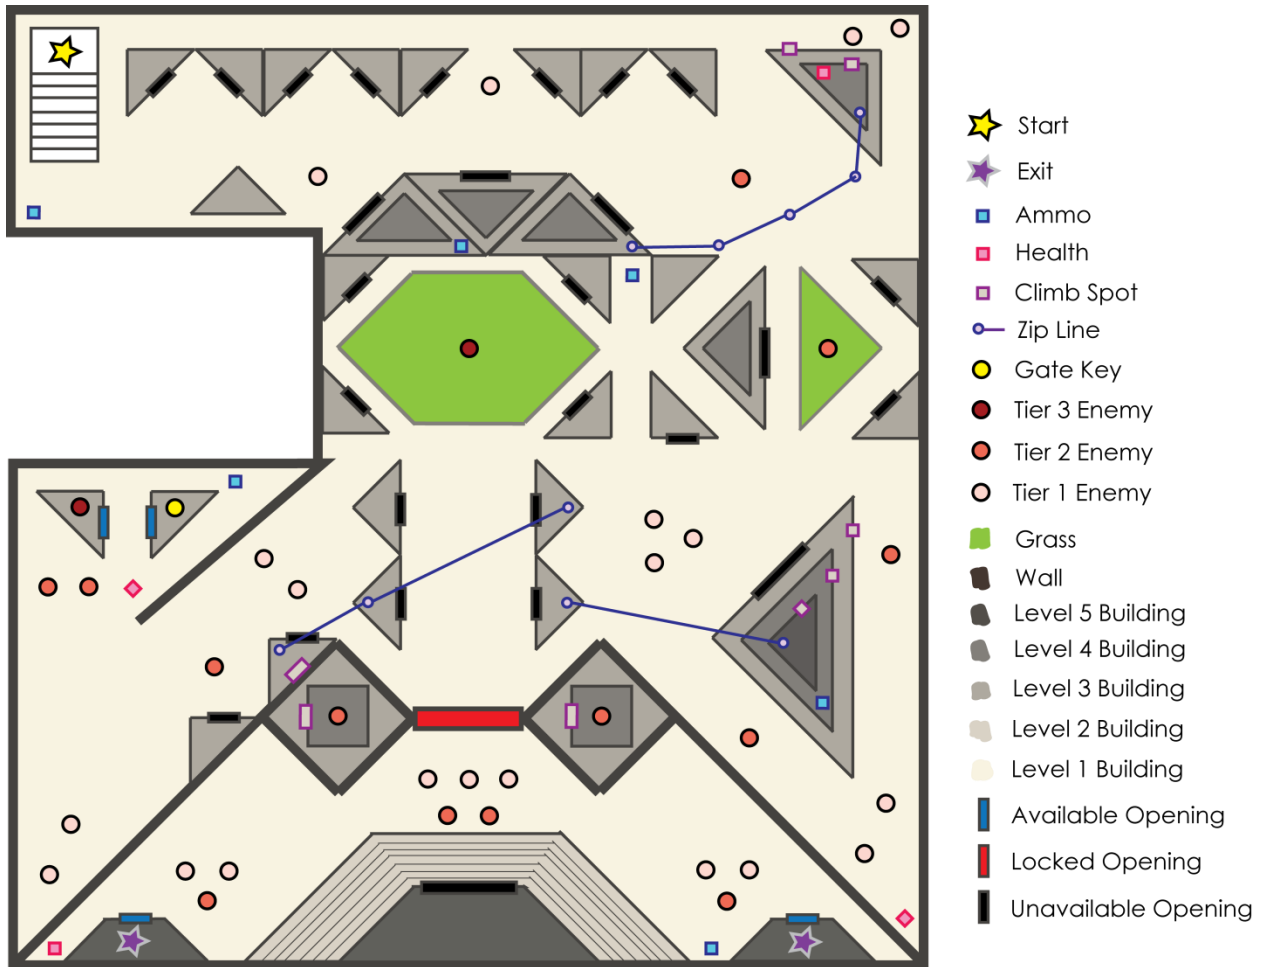 Start
Exit
Ammo
Health
Climb Spot
Zip Line
Gate Key
Tier 3 Enemy
Tier 2 Enemy
Tier 1 Enemy
Grass
Wall
Level 5 Building
Level 4 Building
Level 3 Building
Level 2 Building
Level 1 Building
Available Opening
Locked Opening
Unavailable Opening